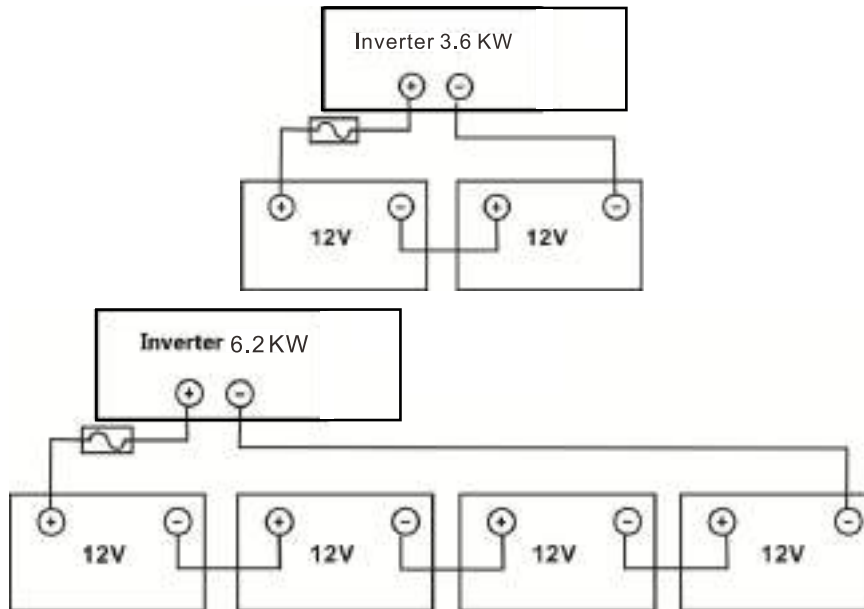 Inverter 3.6 KW
+ −
+ − + −
12V 12V
Inverter 6.2 KW
+ −
+ − + − + − + −
12V 12V 12V 12V